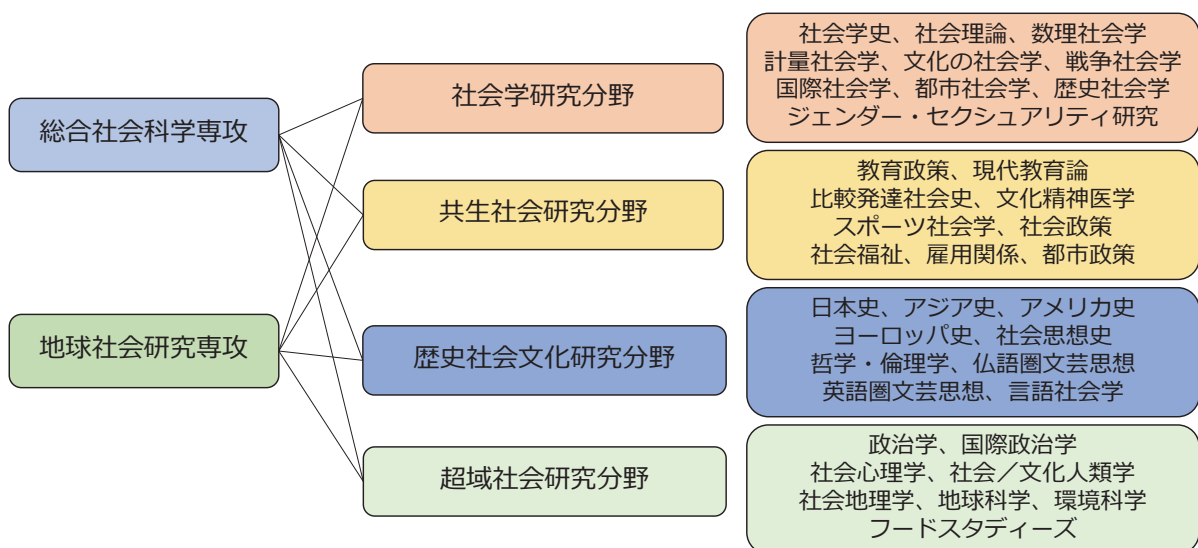 総合社会科学専攻
地球社会研究専攻
社会学研究分野
社会学史、社会理論、数理社会学
計量社会学、文化の社会学、戦争社会学
国際社会学、都市社会学、歴史社会学
ジェンダー・セクシュアリティ研究
共生社会研究分野
教育政策、現代教育論
比較発達社会史、文化精神医学
スポーツ社会学、社会政策
社会福祉、雇用関係、都市政策
歴史社会文化研究分野
日本史、アジア史、アメリカ史
ヨーロッパ史、社会思想史
哲学・倫理学、仏語圏文芸思想
英語圏文芸思想、言語社会学
超域社会研究分野
政治学、国際政治学
社会心理学、社会／文化人類学
社会地理学、地球科学、環境科学
フードスタディーズ